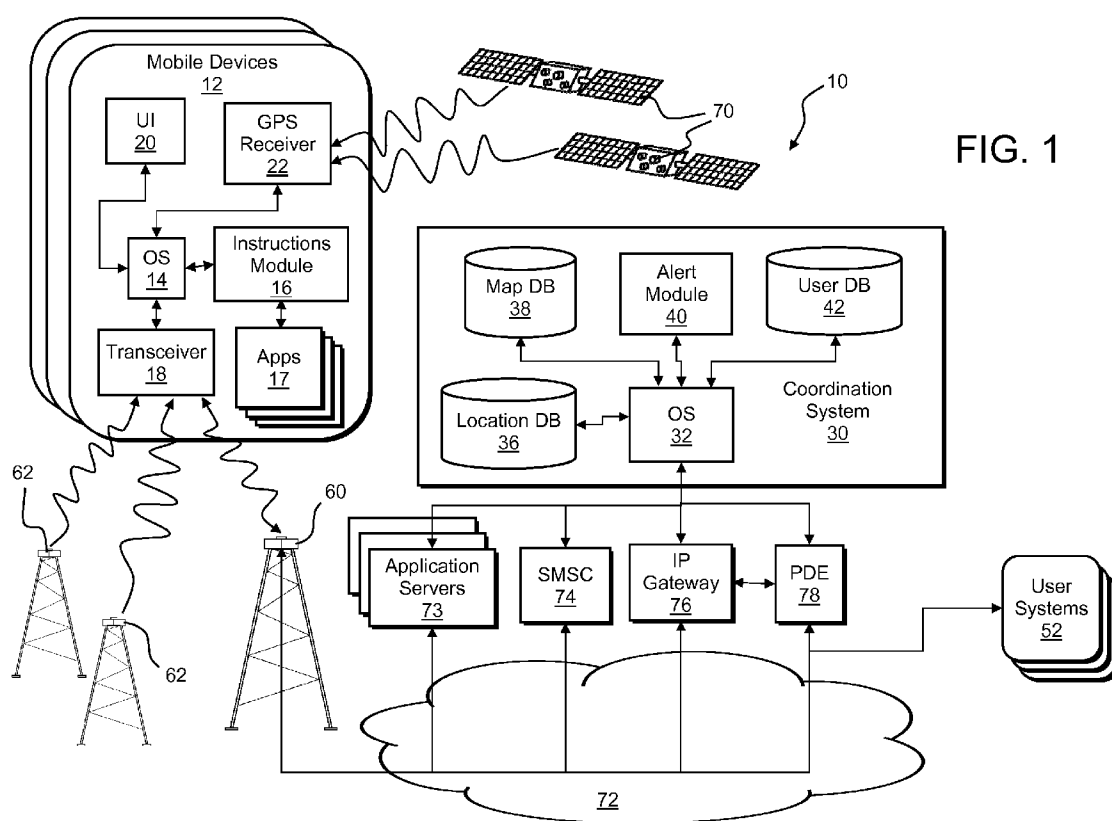 Mobile Devices
12
UI
20
GPS
Receiver
22
OS
14
Instructions
Module
16
Transceiver
18
Apps
17
70
10
FIG. 1
Map DB
38
Alert
Module
40
User DB
42
Location DB
36
OS
32
Coordination
System
30
62
60
62
Application
Servers
73
SMSC
74
IP
Gateway
76
PDE
78
User
Systems
52
72